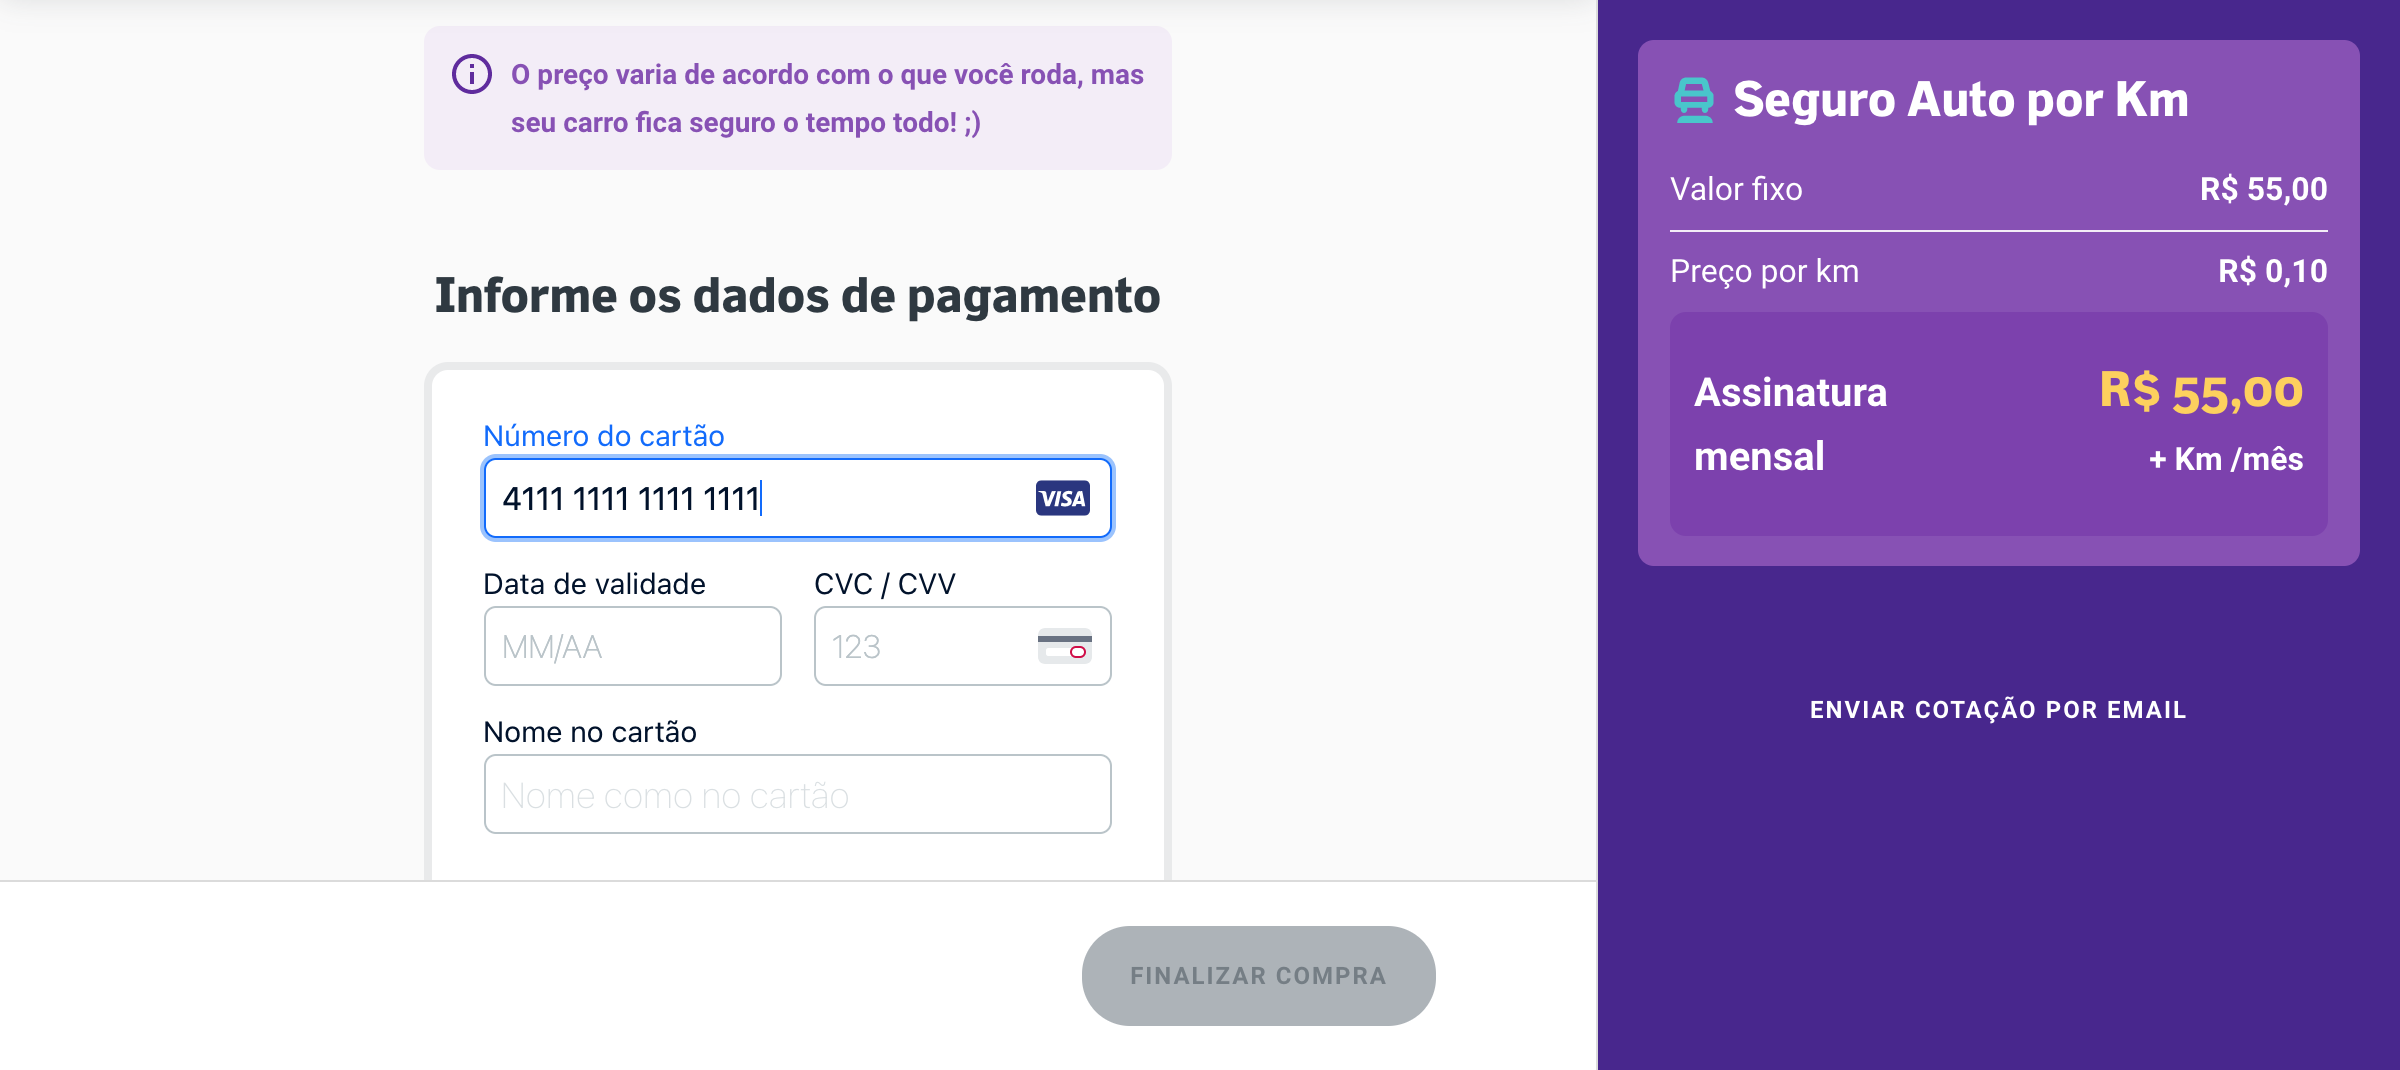 O preço varia de acordo com o que você roda, mas
seu carro fica seguro o tempo todo! ;)
Informe os dados de pagamento
Número do cartão
4111 1111 1111 1111
VISA
Data de validade
CVC / CVV
MM/AA
123
Nome no cartão
Nome como no cartão
FINALIZAR COMPRA
Seguro Auto por Km
Valor fixo
R$ 55,00
Preço por km
R$ 0,10
Assinatura
mensal
R$ 55,00
+ Km /mês
ENVIAR COTAÇÃO POR EMAIL